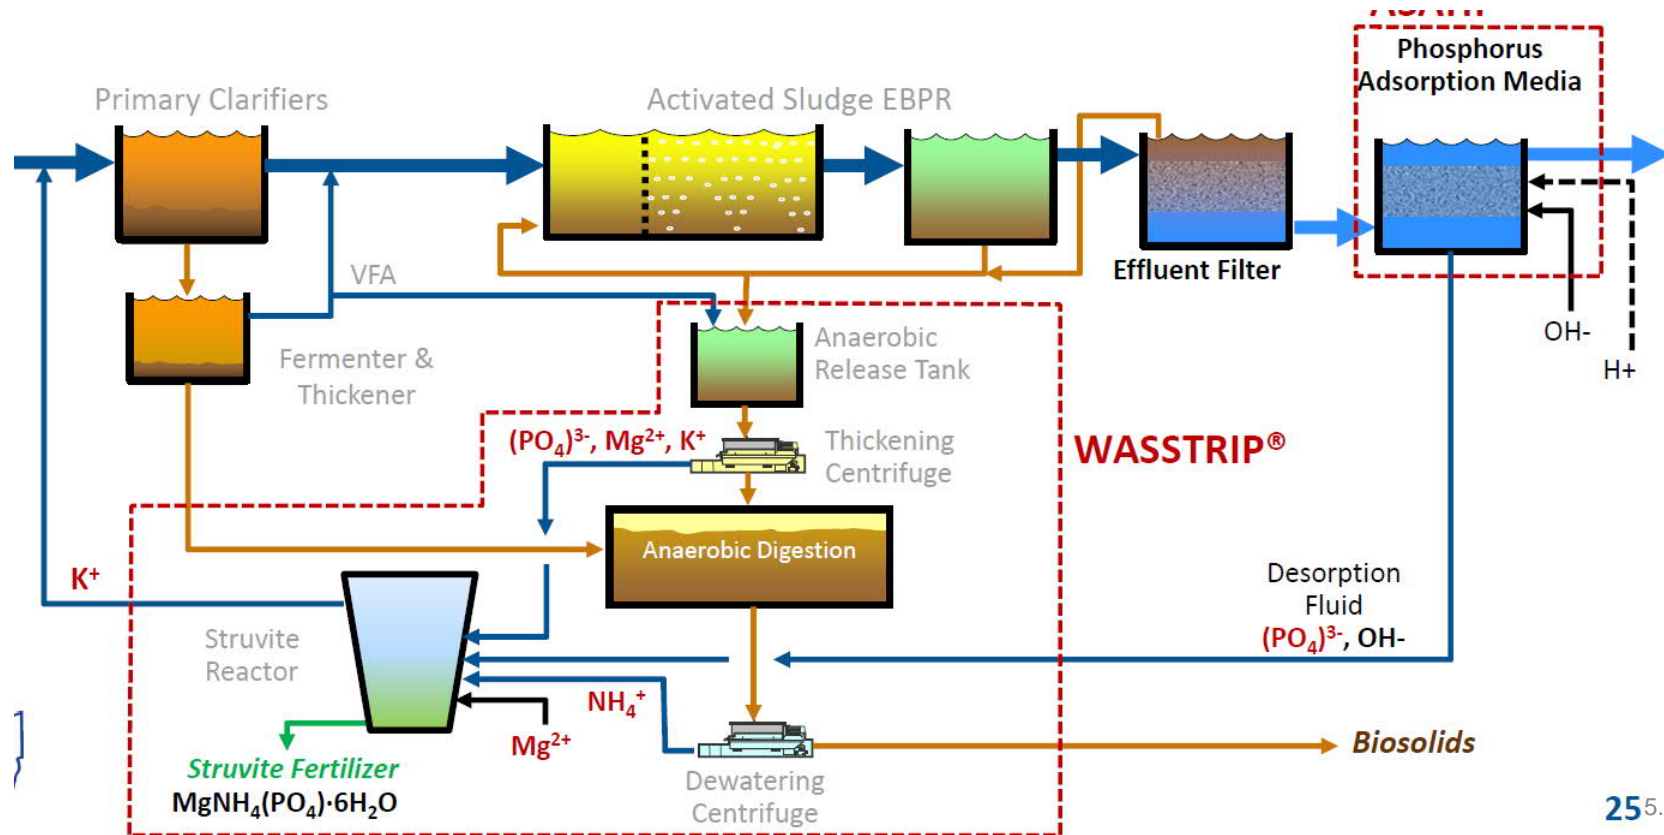 Phosphorus
Adsorption Media
Primary Clarifiers
Activated Sludge EBPR
VFA
Effluent Filter
Fermenter &
Thickener
Anaerobic
Release Tank
OH-
H+
(PO₄)³⁻, Mg²⁺, K⁺
Thickening
Centrifuge
WASSTRIP®
Anaerobic Digestion
K⁺
Struvite
Reactor
Desorption
Fluid
(PO₄)³⁻, OH-
NH₄⁺
Mg²⁺
Struvite Fertilizer
MgNH₄(PO₄)·6H₂O
Dewatering
Centrifuge
Biosolids
25 5.